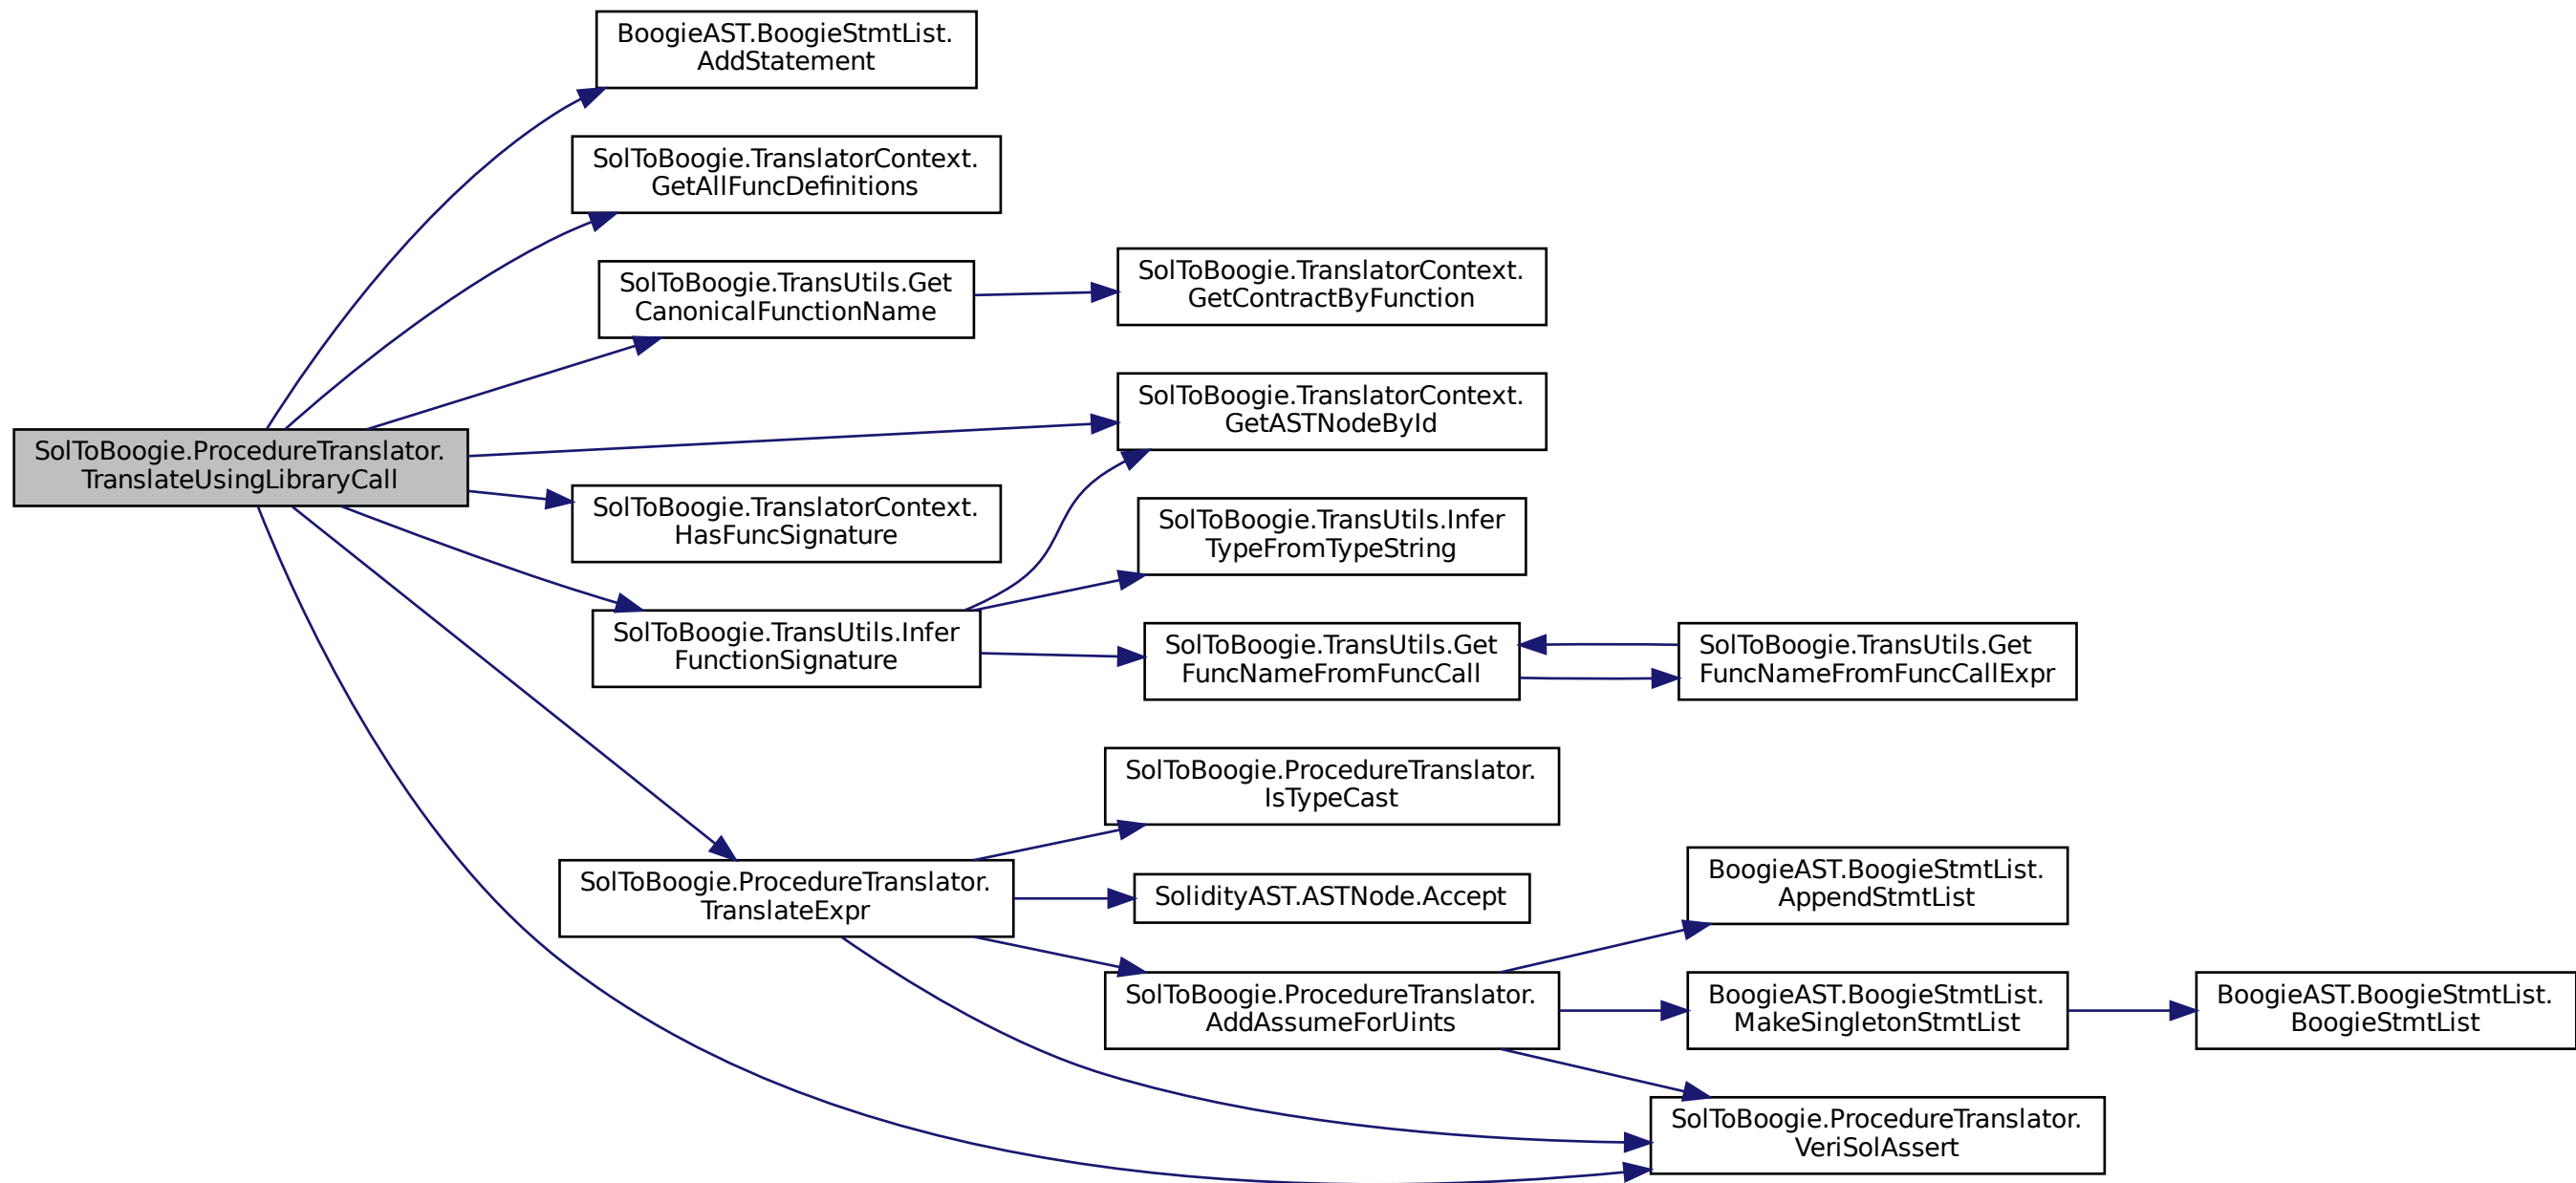 BoogieAST.BoogieStmtList.
AddStatement
SolToBoogie.TranslatorContext.
GetAllFuncDefinitions
SolToBoogie.TransUtils.Get
CanonicalFunctionName
SolToBoogie.TranslatorContext.
GetContractByFunction
SolToBoogie.TranslatorContext.
GetASTNodeById
SolToBoogie.ProcedureTranslator.
TranslateUsingLibraryCall
SolToBoogie.TranslatorContext.
HasFuncSignature
SolToBoogie.TransUtils.Infer
TypeFromTypeString
SolToBoogie.TransUtils.Infer
FunctionSignature
SolToBoogie.TransUtils.Get
FuncNameFromFuncCall
SolToBoogie.TransUtils.Get
FuncNameFromFuncCallExpr
SolToBoogie.ProcedureTranslator.
IsTypeCast
SolToBoogie.ProcedureTranslator.
TranslateExpr
SolidityAST.ASTNode.Accept
BoogieAST.BoogieStmtList.
AppendStmtList
SolToBoogie.ProcedureTranslator.
AddAssumeForUints
BoogieAST.BoogieStmtList.
MakeSingletonStmtList
BoogieAST.BoogieStmtList.
BoogieStmtList
SolToBoogie.ProcedureTranslator.
VeriSolAssert